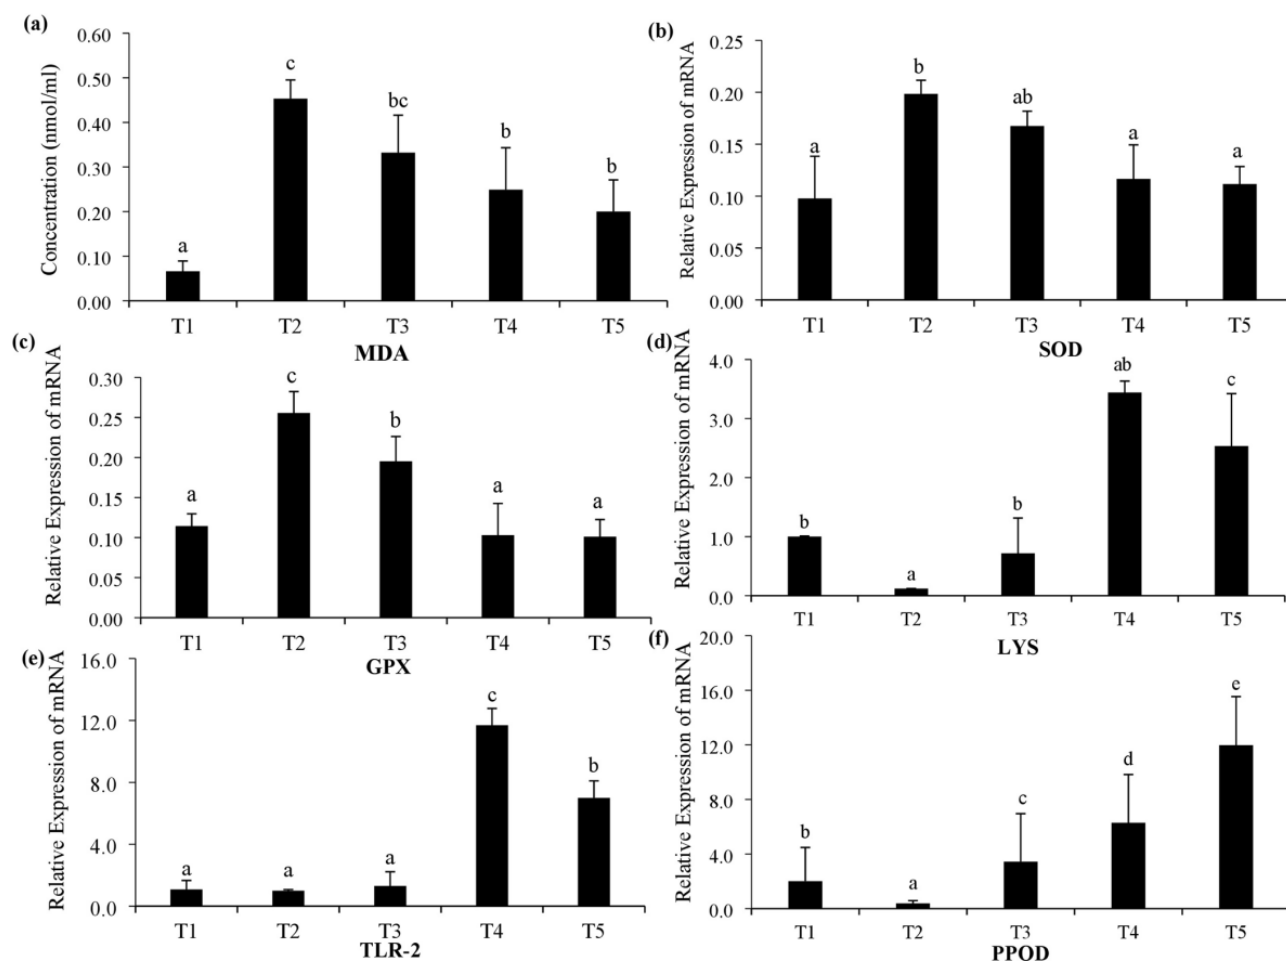 (a)
Concentration (nmol/ml)
0.60
0.50
0.40
0.30
0.20
0.10
0.00
a
c
bc
b
b
T1
T2
T3
T4
T5
MDA
(b)
Relative Expression of mRNA
0.25
0.20
0.15
0.10
0.05
0.00
a
b
ab
a
a
T1
T2
T3
T4
T5
SOD
(c)
Relative Expression of mRNA
0.30
0.25
0.20
0.15
0.10
0.05
0.00
a
c
b
a
a
T1
T2
T3
T4
T5
GPX
(d)
Relative Expression of mRNA
4.0
3.0
2.0
1.0
0.0
b
a
b
ab
c
T1
T2
T3
T4
T5
LYS
(e)
Relative Expression of mRNA
16.0
12.0
8.0
4.0
0.0
a
a
a
c
b
T1
T2
T3
T4
T5
TLR-2
(f)
Relative Expression of mRNA
20.0
16.0
12.0
8.0
4.0
0.0
b
a
c
d
e
T1
T2
T3
T4
T5
PPOD